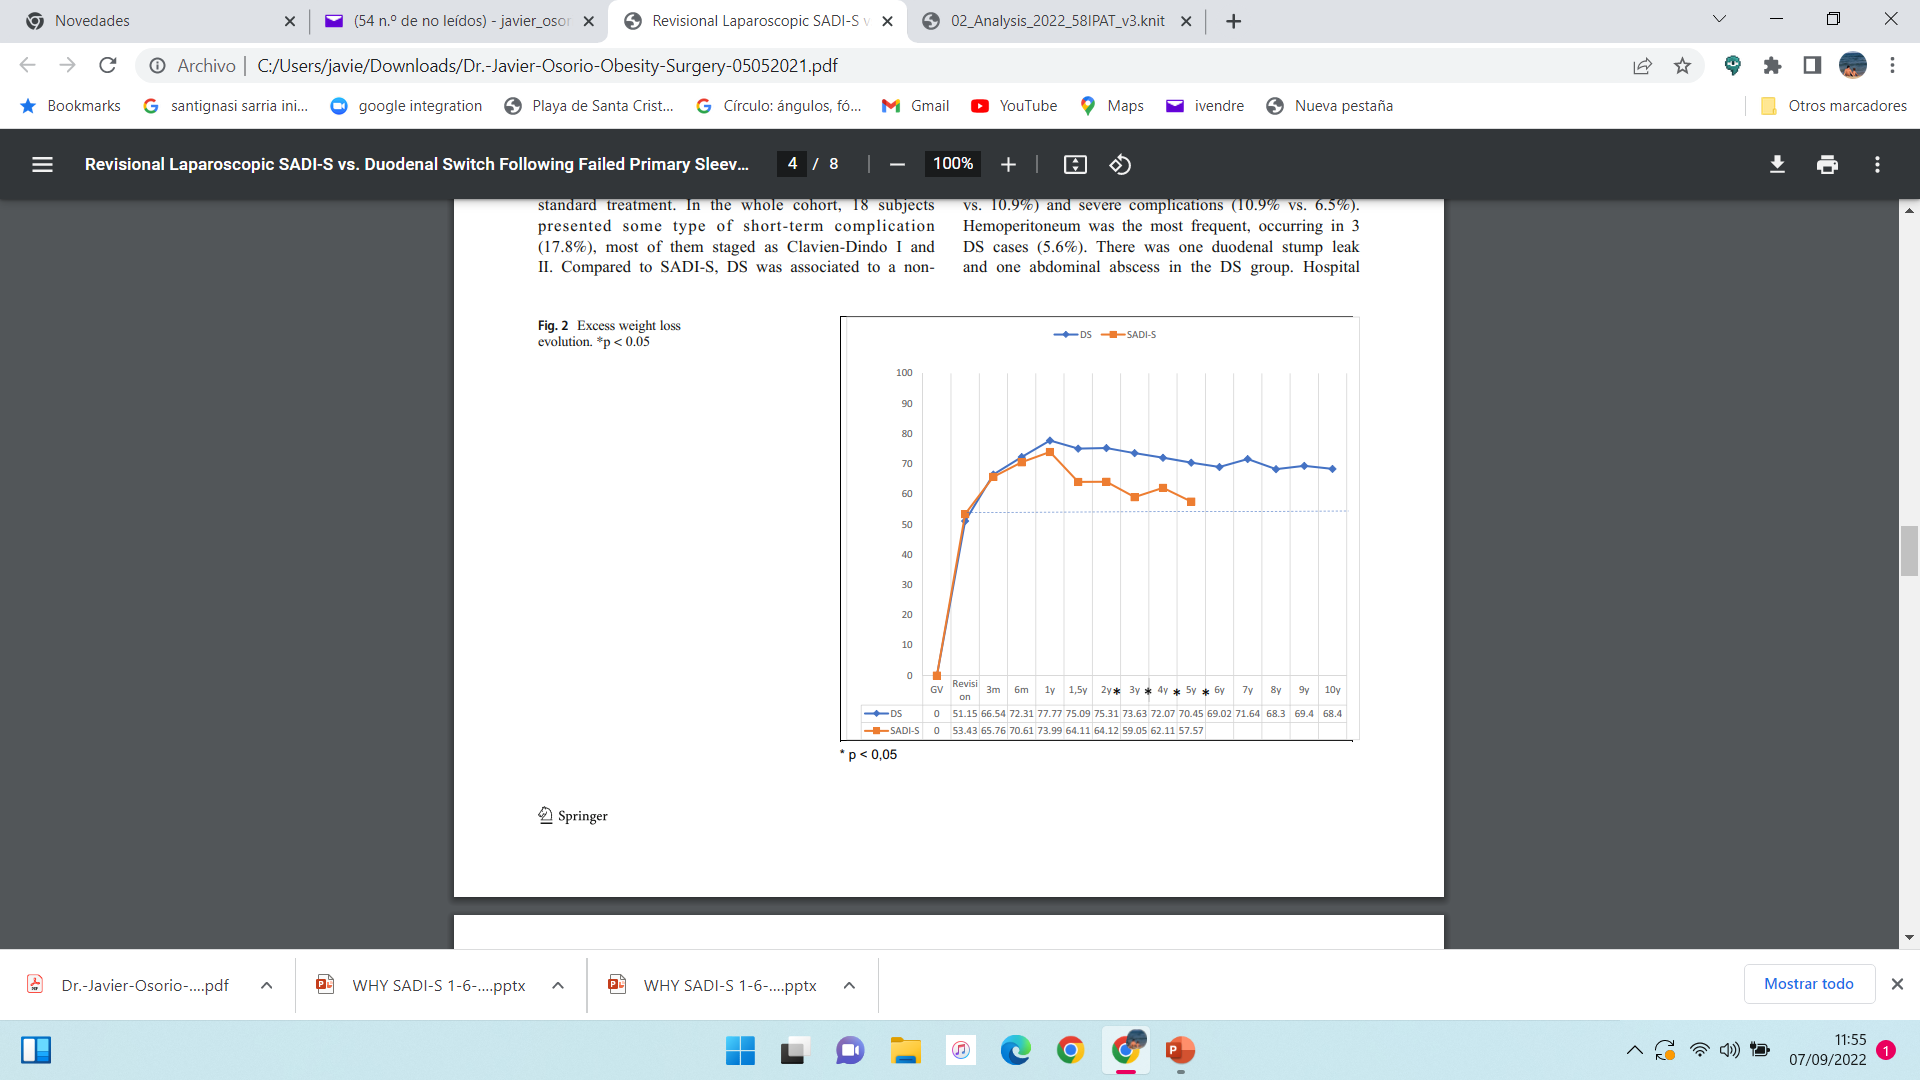 Novedades
(54 n.º de no leídos) - javier_osor
Revisional Laparoscopic SADI-S v
02_Analysis_2022_58IPAT_v3.knit
Archivo
C:/Users/javie/Downloads/Dr.-Javier-Osorio-Obesity-Surgery-05052021.pdf
Bookmarks
santignasi sarria ini...
google integration
Playa de Santa Crist...
Círculo: ángulos, fó...
Gmail
YouTube
Maps
ivendre
Nueva pestaña
Otros marcadores
Revisional Laparoscopic SADI-S vs. Duodenal Switch Following Failed Primary Sleev...
4 / 8
100%
standard treatment. In the whole cohort, 18 subjects
presented some type of short-term complication
(17.8%), most of them staged as Clavien-Dindo I and
II. Compared to SADI-S, DS was associated to a non-
vs. 10.9%) and severe complications (10.9% vs. 6.5%).
Hemoperitoneum was the most frequent, occurring in 3
DS cases (5.6%). There was one duodenal stump leak
and one abdominal abscess in the DS group. Hospital
Fig. 2 Excess weight loss
evolution. *p < 0.05
DS SADI-S
100
90
80
70
60
50
40
30
20
10
0
GV Revisi
on 3m 6m 1y 1,5y 2y* 3y * 4y * 5y * 6y 7y 8y 9y 10y
DS 0 51.15 66.54 72.31 77.77 75.09 75.31 73.63 72.07 70.45 69.02 71.64 68.3 69.4 68.4
SADI-S 0 53.43 65.76 70.61 73.99 64.11 64.12 59.05 62.11 57.57
* p < 0,05
Springer
Dr.-Javier-Osorio-....pdf
WHY SADI-S 1-6-....pptx
WHY SADI-S 1-6-....pptx
Mostrar todo
11:55
07/09/2022
1